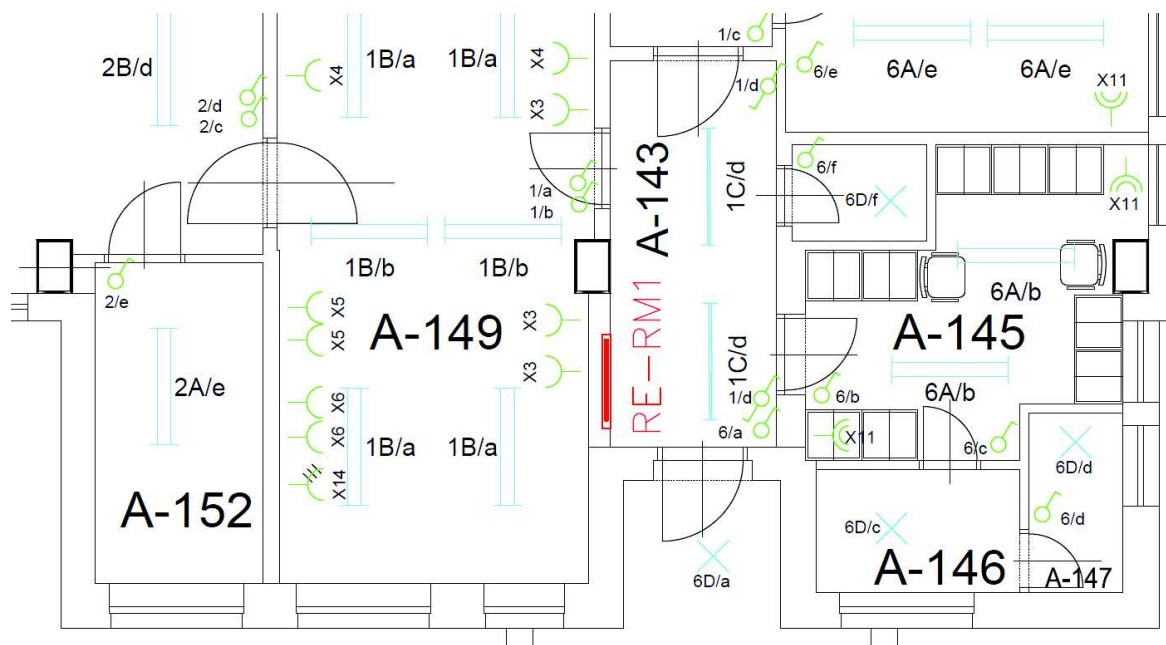 1/c
2B/d
X4
1B/a
1B/a
X4
1/d
6/e
6A/e
6A/e
X11
2/d
2/c
X3
1/a
1/b
A-143
1C/d
6/f
6D/f
X11
2/e
1B/b
1B/b
X5
X5
A-149
X3
X3
RE-RM1
1C/d
6A/b
A-145
6A/b
6/b
2A/e
X6
X6
X14
1B/a
1B/a
1/d
6/a
X11
6/c
6D/d
6/d
A-152
6D/c
A-146
A-147
6D/a